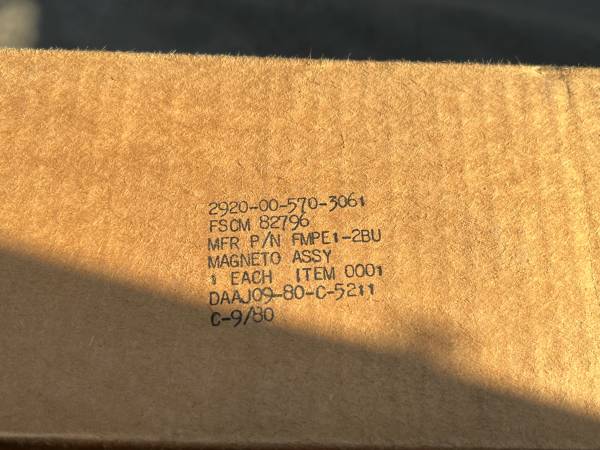 2920-00-570-3061
FSCM 82796
MFR P/N FMPE1-2BU
MAGNETO ASSY
1 EACH ITEM 0001
DAAJ09-80-C-5211
C-9/80